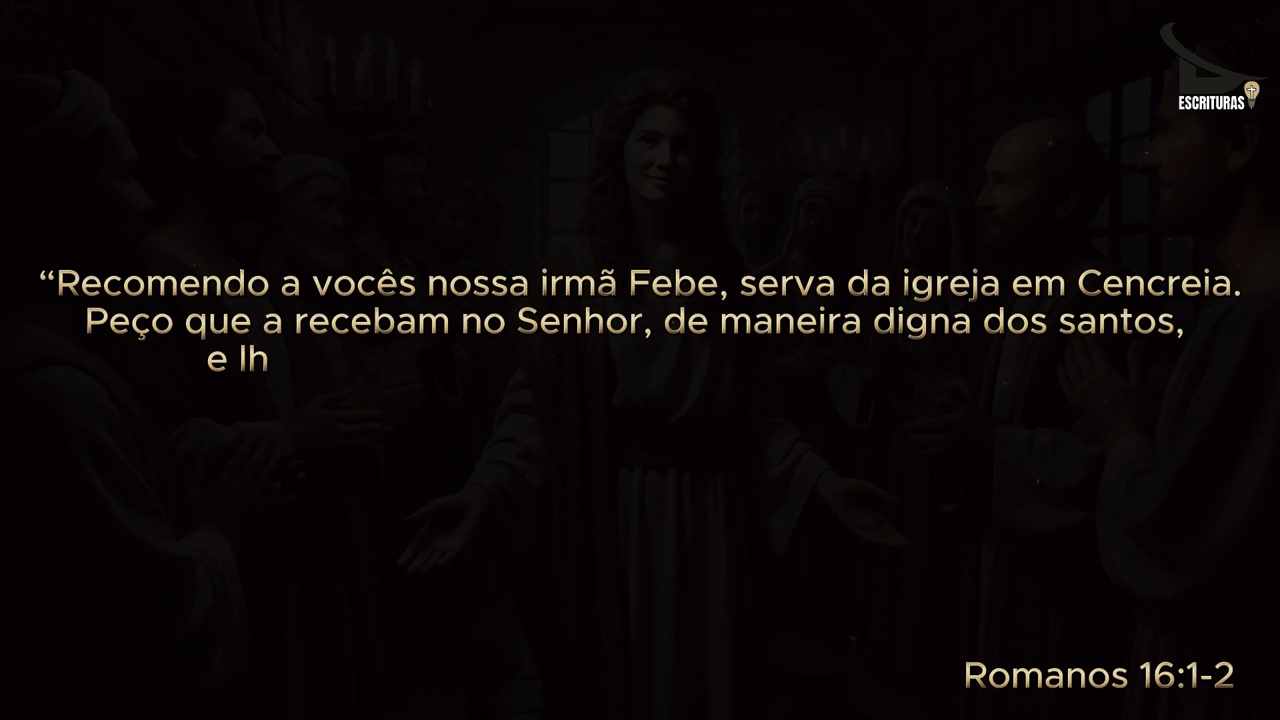 ESCRITURAS
“Recomendo a vocês nossa irmã Febe, serva da igreja em Cencreia.
Peço que a recebam no Senhor, de maneira digna dos santos,
e lh
Romanos 16:1-2